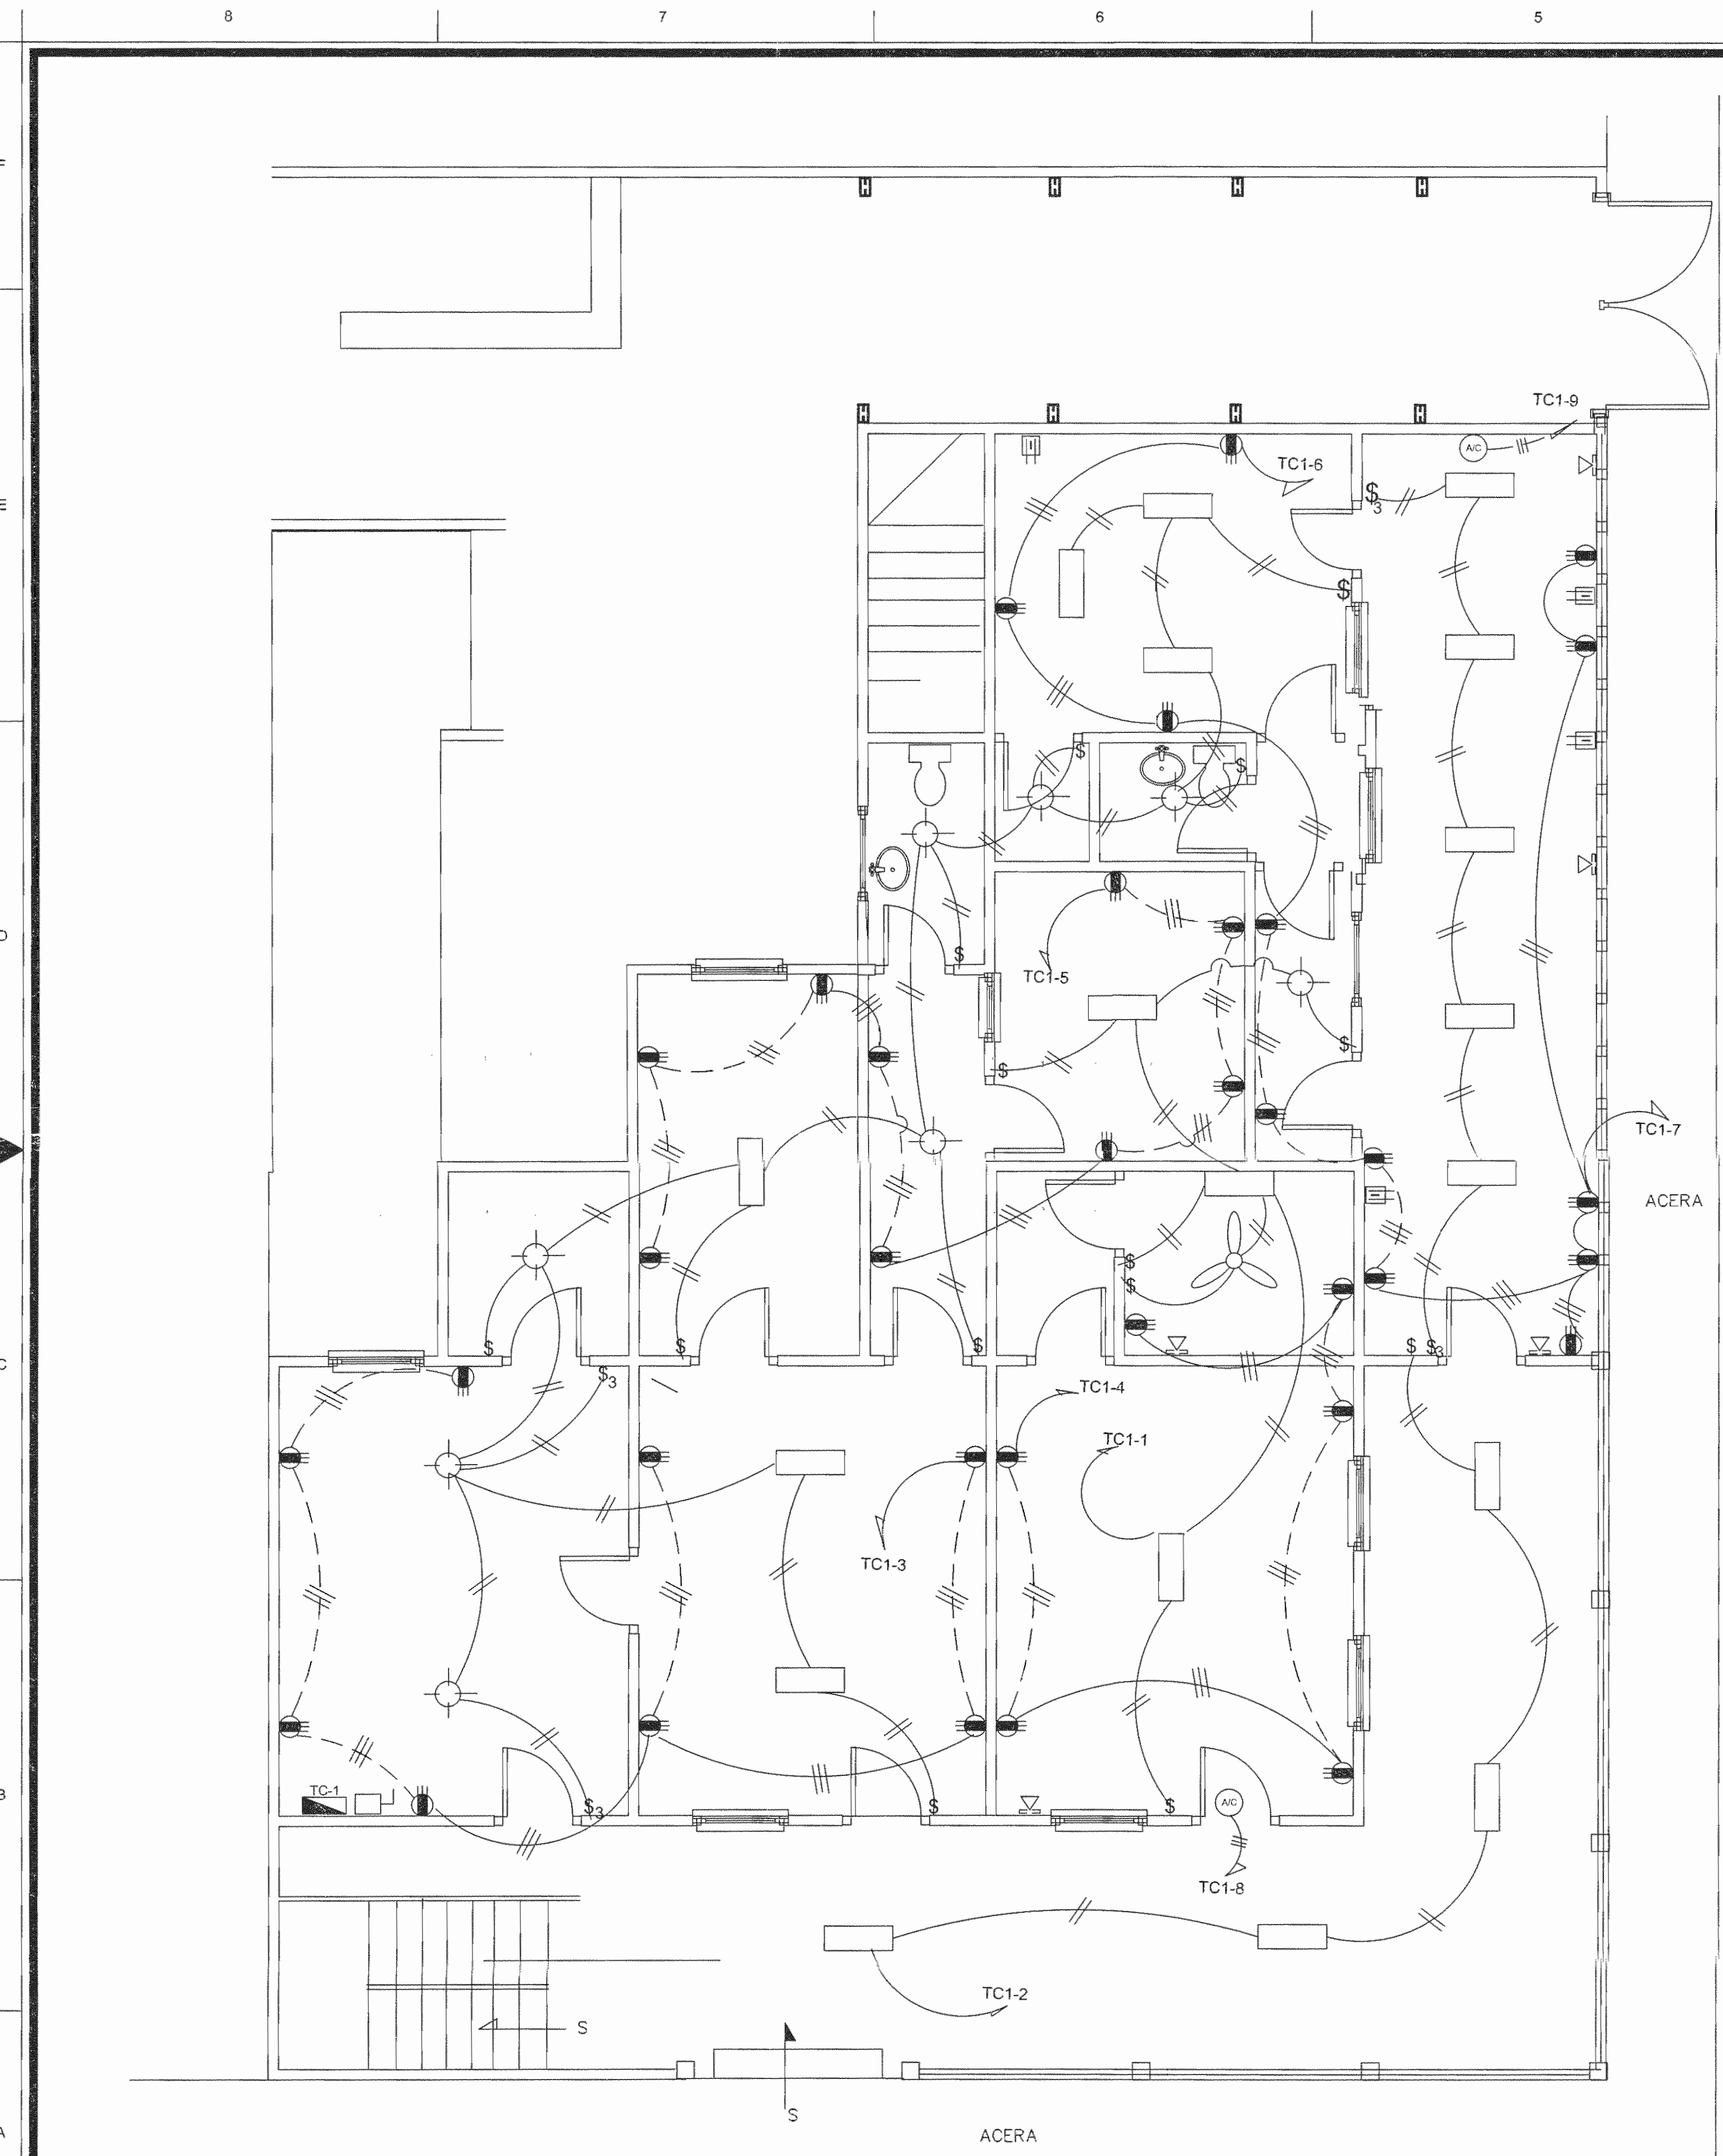 8 7 6 5
F
TC1-9
A/C
TC1-6
E
$3
$
$
$
D
$
TC1-5
$
$
TC1-7
ACERA
$
$
$
$
$
$
$3
C
$3
TC1-4
TC1-1
TC1-3
B
TC-1
$3
$
$
A/C
TC1-8
TC1-2
S
S
A
ACERA